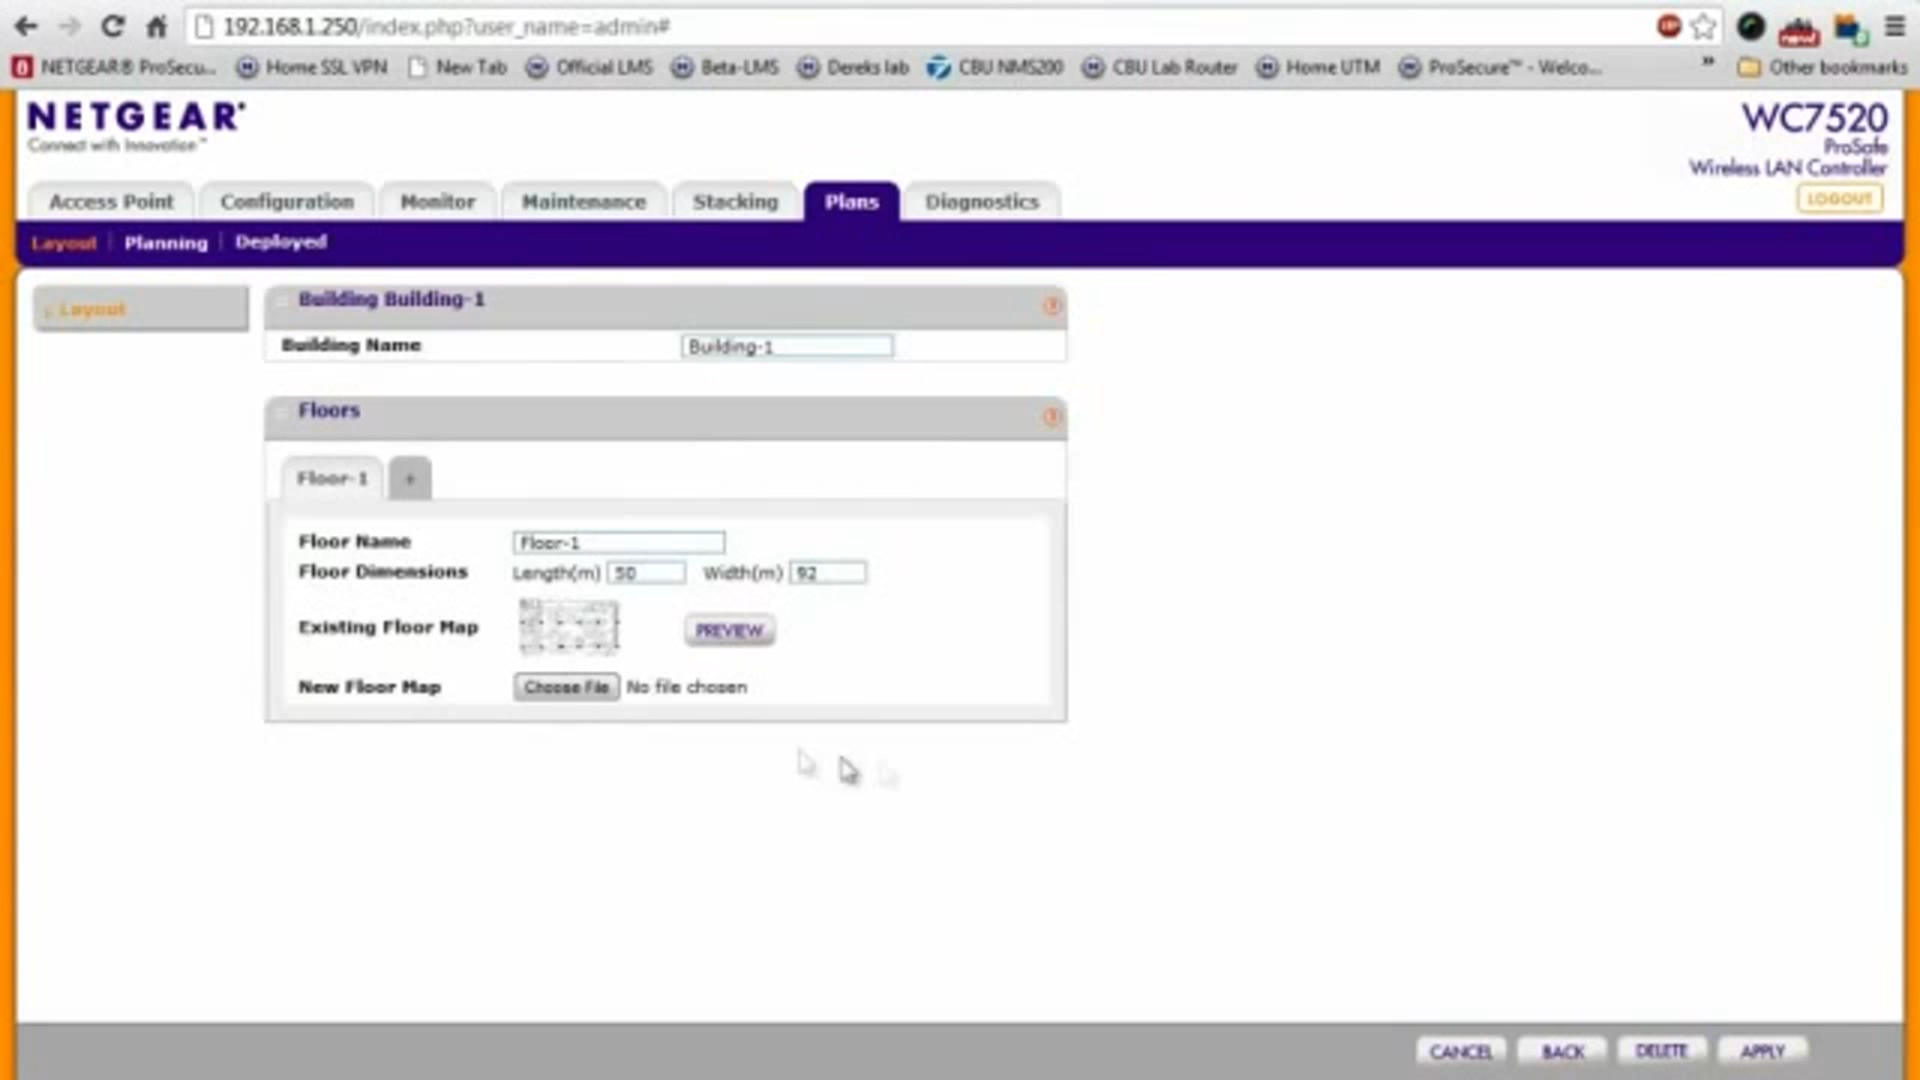 192.168.1.250/index.php?user_name=admin#
NETGEAR® ProSecu... Home SSL VPN New Tab Official LMS Beta-LMS Dereks lab CBU NMS200 CBU Lab Router Home UTM ProSecure™ - Welco... » Other bookmarks
NETGEAR®
Connect with Innovation™
WC7520
ProSafe
Wireless LAN Controller
Access Point Configuration Monitor Maintenance Stacking Plans Diagnostics
LOGOUT
Layout Planning Deployed
Layout
Building Building-1
Building Name Building-1
Floors
Floor-1 +
Floor Name Floor-1
Floor Dimensions Length(m) 50 Width(m) 92
Existing Floor Map PREVIEW
New Floor Map Choose File No file chosen
CANCEL BACK DELETE APPLY